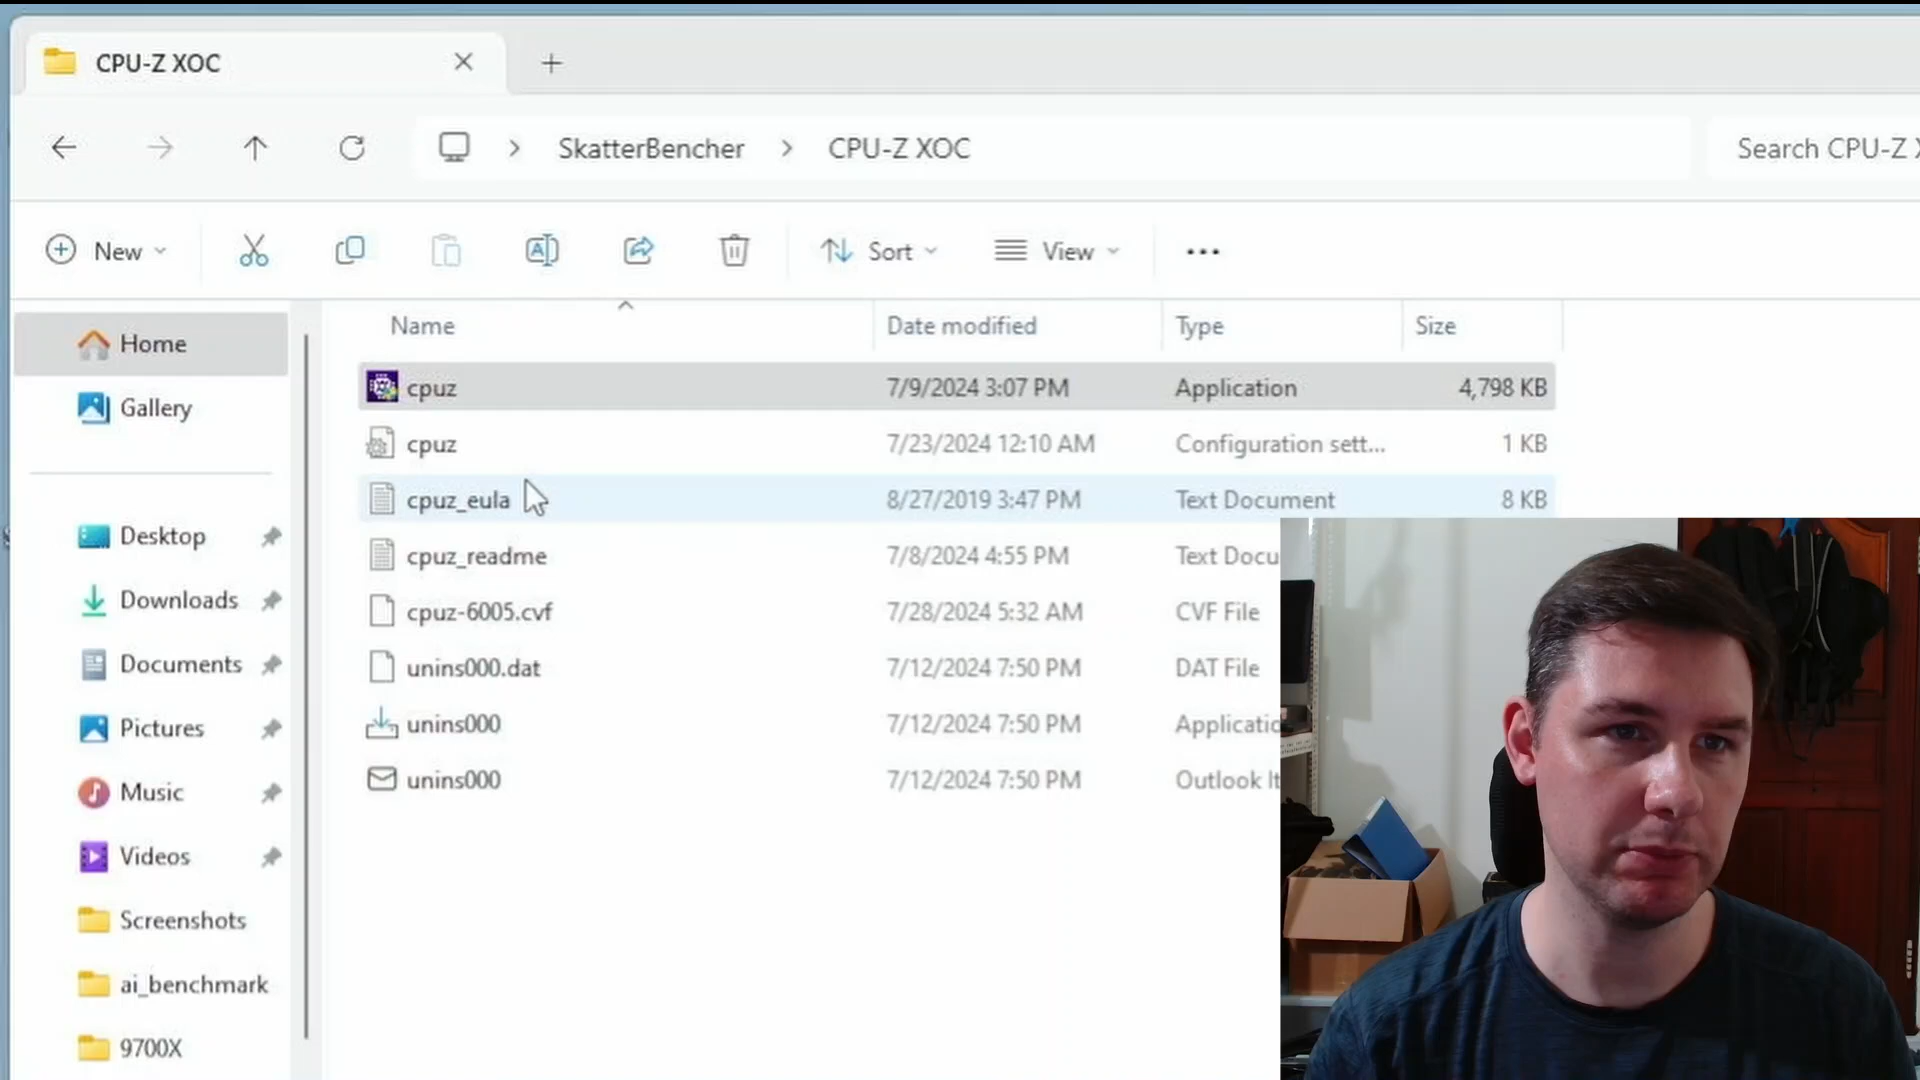 CPU-Z XOC
SkatterBencher > CPU-Z XOC
Search CPU-Z
New
Sort
View
Name Date modified Type Size
Home
Gallery
Desktop
Downloads
Documents
Pictures
Music
Videos
Screenshots
ai_benchmark
9700X
cpuz 7/9/2024 3:07 PM Application 4,798 KB
cpuz 7/23/2024 12:10 AM Configuration sett... 1 KB
cpuz_eula 8/27/2019 3:47 PM Text Document 8 KB
cpuz_readme 7/8/2024 4:55 PM Text Docu
cpuz-6005.cvf 7/28/2024 5:32 AM CVF File
unins000.dat 7/12/2024 7:50 PM DAT File
unins000 7/12/2024 7:50 PM Applicatic
unins000 7/12/2024 7:50 PM Outlook It